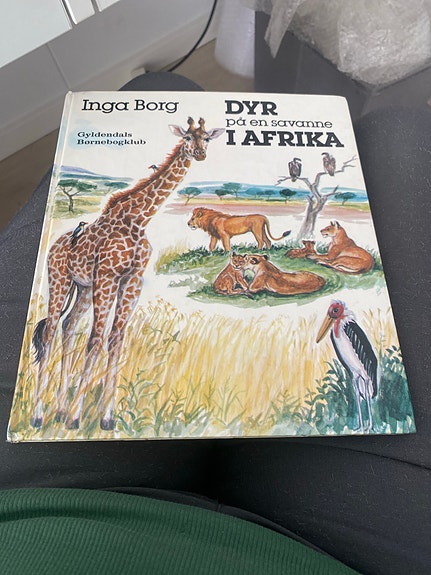 Inga Borg
Gyldendals
Børnebogklub
DYR
på en savanne
I AFRIKA